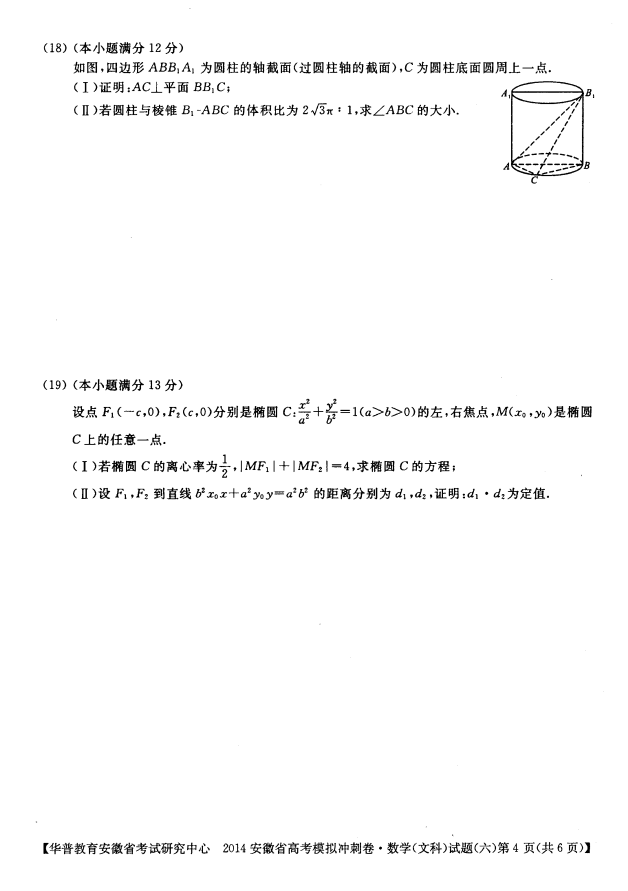 (18)(本小题满分 12 分)
如图,四边形 ABB₁A₁ 为圆柱的轴截面(过圆柱轴的截面),C 为圆柱底面圆周上一点.
(Ⅰ)证明:AC⊥平面 BB₁C;
(Ⅱ)若圆柱与棱锥 B₁-ABC 的体积比为 2√3π∶1,求∠ABC 的大小.
A₁
B₁
A
B
C
(19)(本小题满分 13 分)
设点 F₁(-c,0),F₂(c,0)分别是椭圆 C:x²/a²+y²/b²=1(a>b>0)的左,右焦点,M(x₀,y₀)是椭圆
C 上的任意一点.
(Ⅰ)若椭圆 C 的离心率为1/2,|MF₁|+|MF₂|=4,求椭圆 C 的方程;
(Ⅱ)设 F₁,F₂ 到直线 b²x₀x+a²y₀y=a²b² 的距离分别为 d₁,d₂,证明:d₁·d₂为定值.
【华普教育安徽省考试研究中心 2014 安徽省高考模拟冲刺卷·数学(文科)试题(六)第 4 页(共 6 页)】